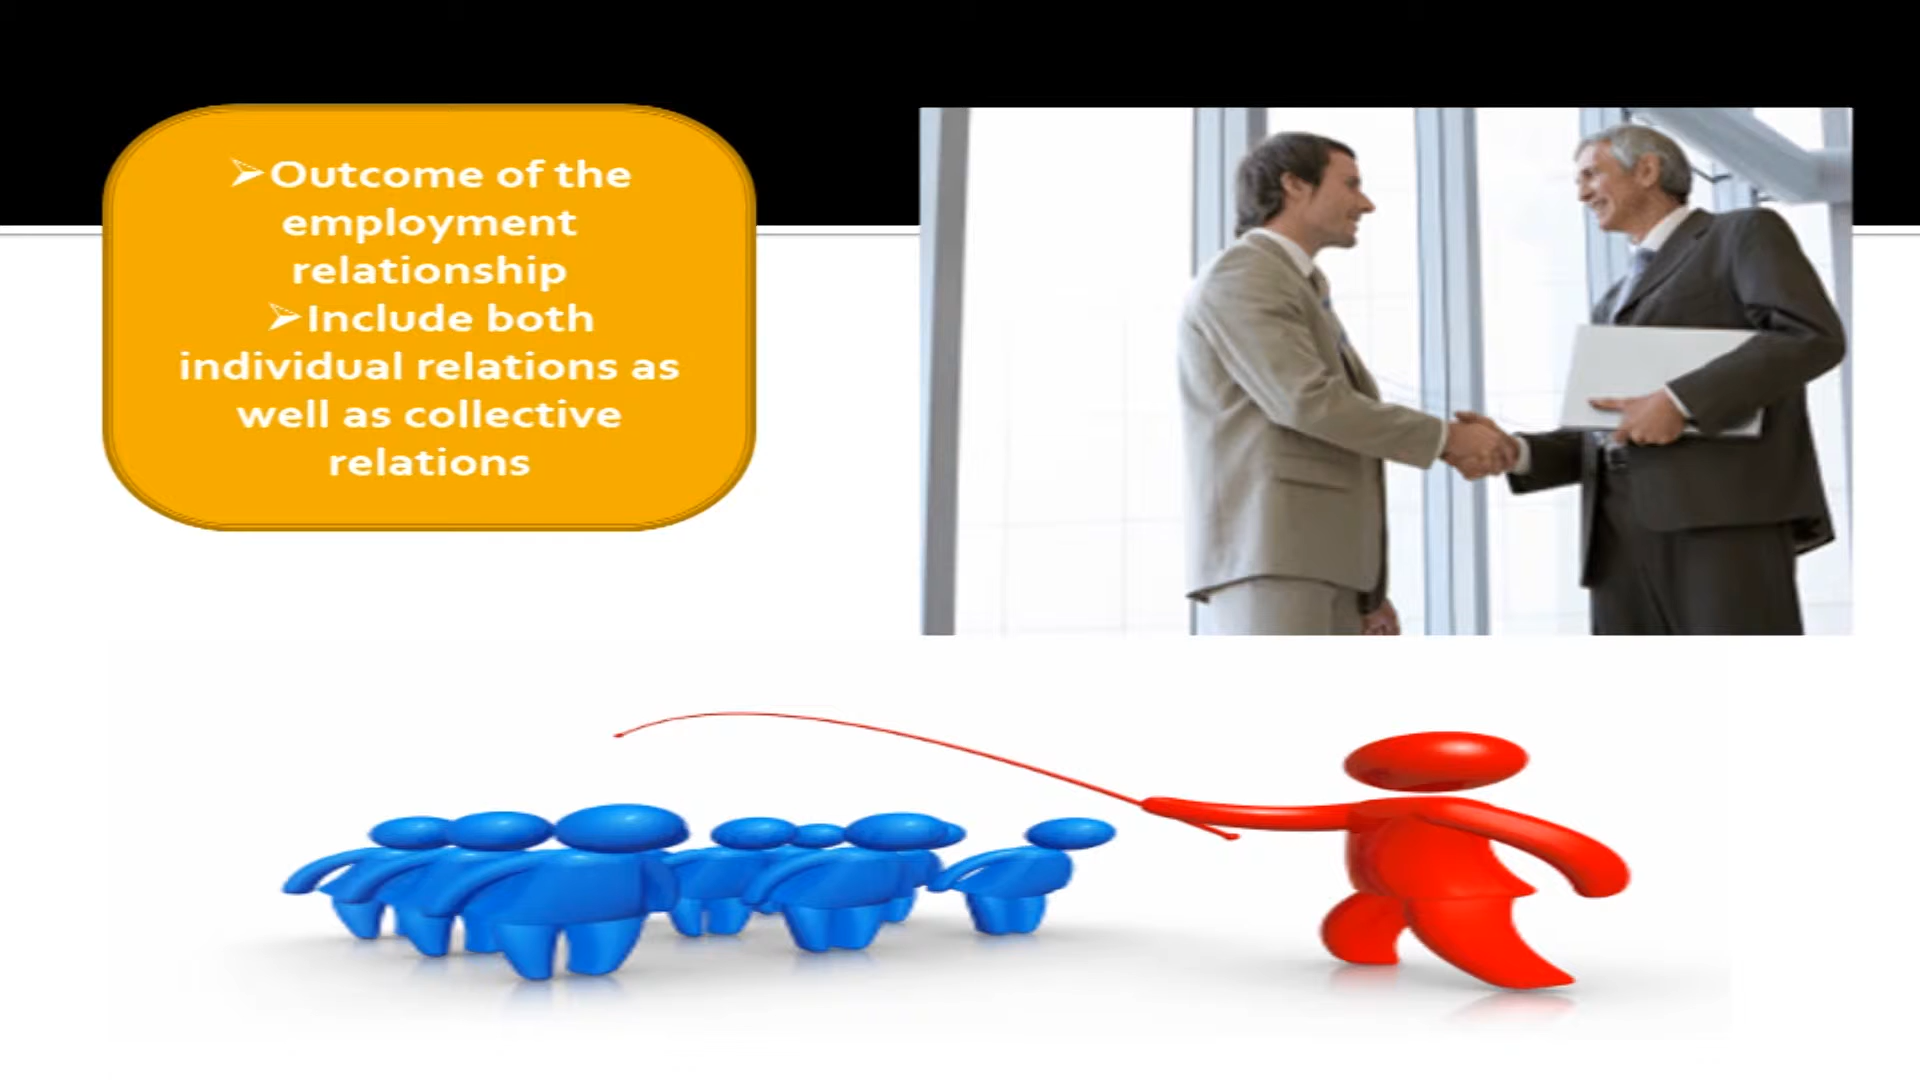 ➢Outcome of the
employment
relationship
➢Include both
individual relations as
well as collective
relations